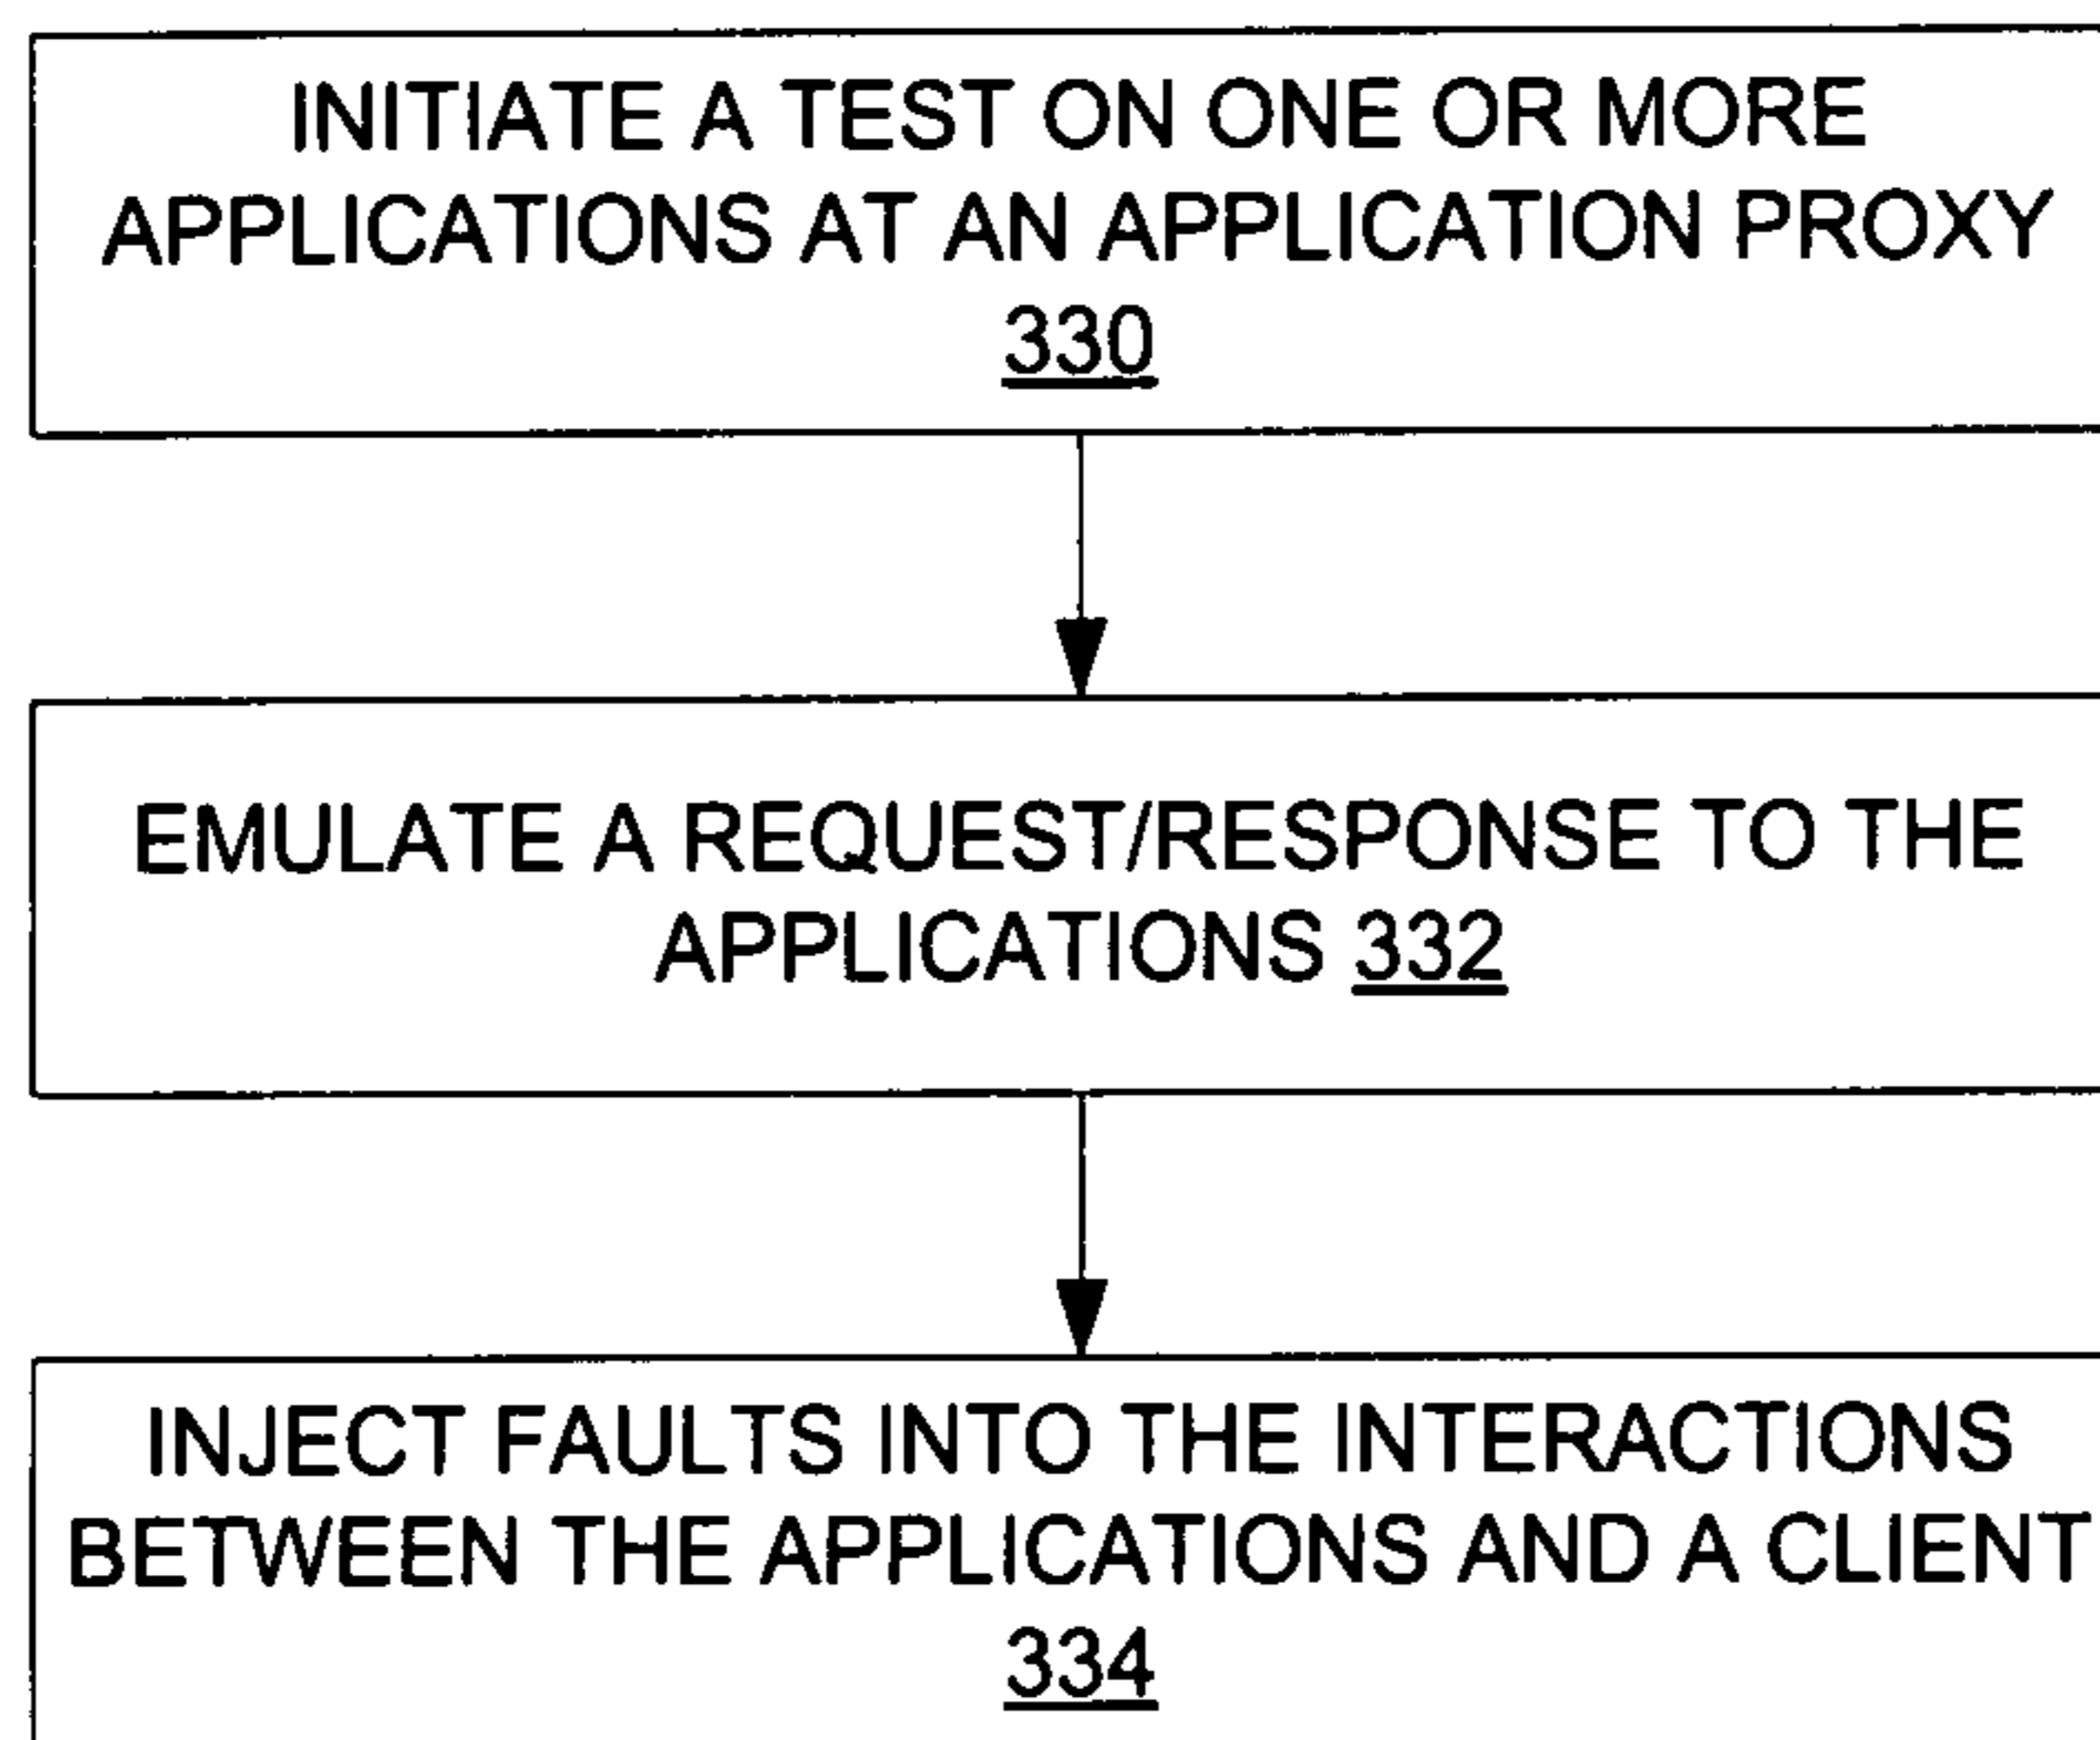 INITIATE A TEST ON ONE OR MORE
APPLICATIONS AT AN APPLICATION PROXY
330
EMULATE A REQUEST/RESPONSE TO THE
APPLICATIONS 332
INJECT FAULTS INTO THE INTERACTIONS
BETWEEN THE APPLICATIONS AND A CLIENT
334